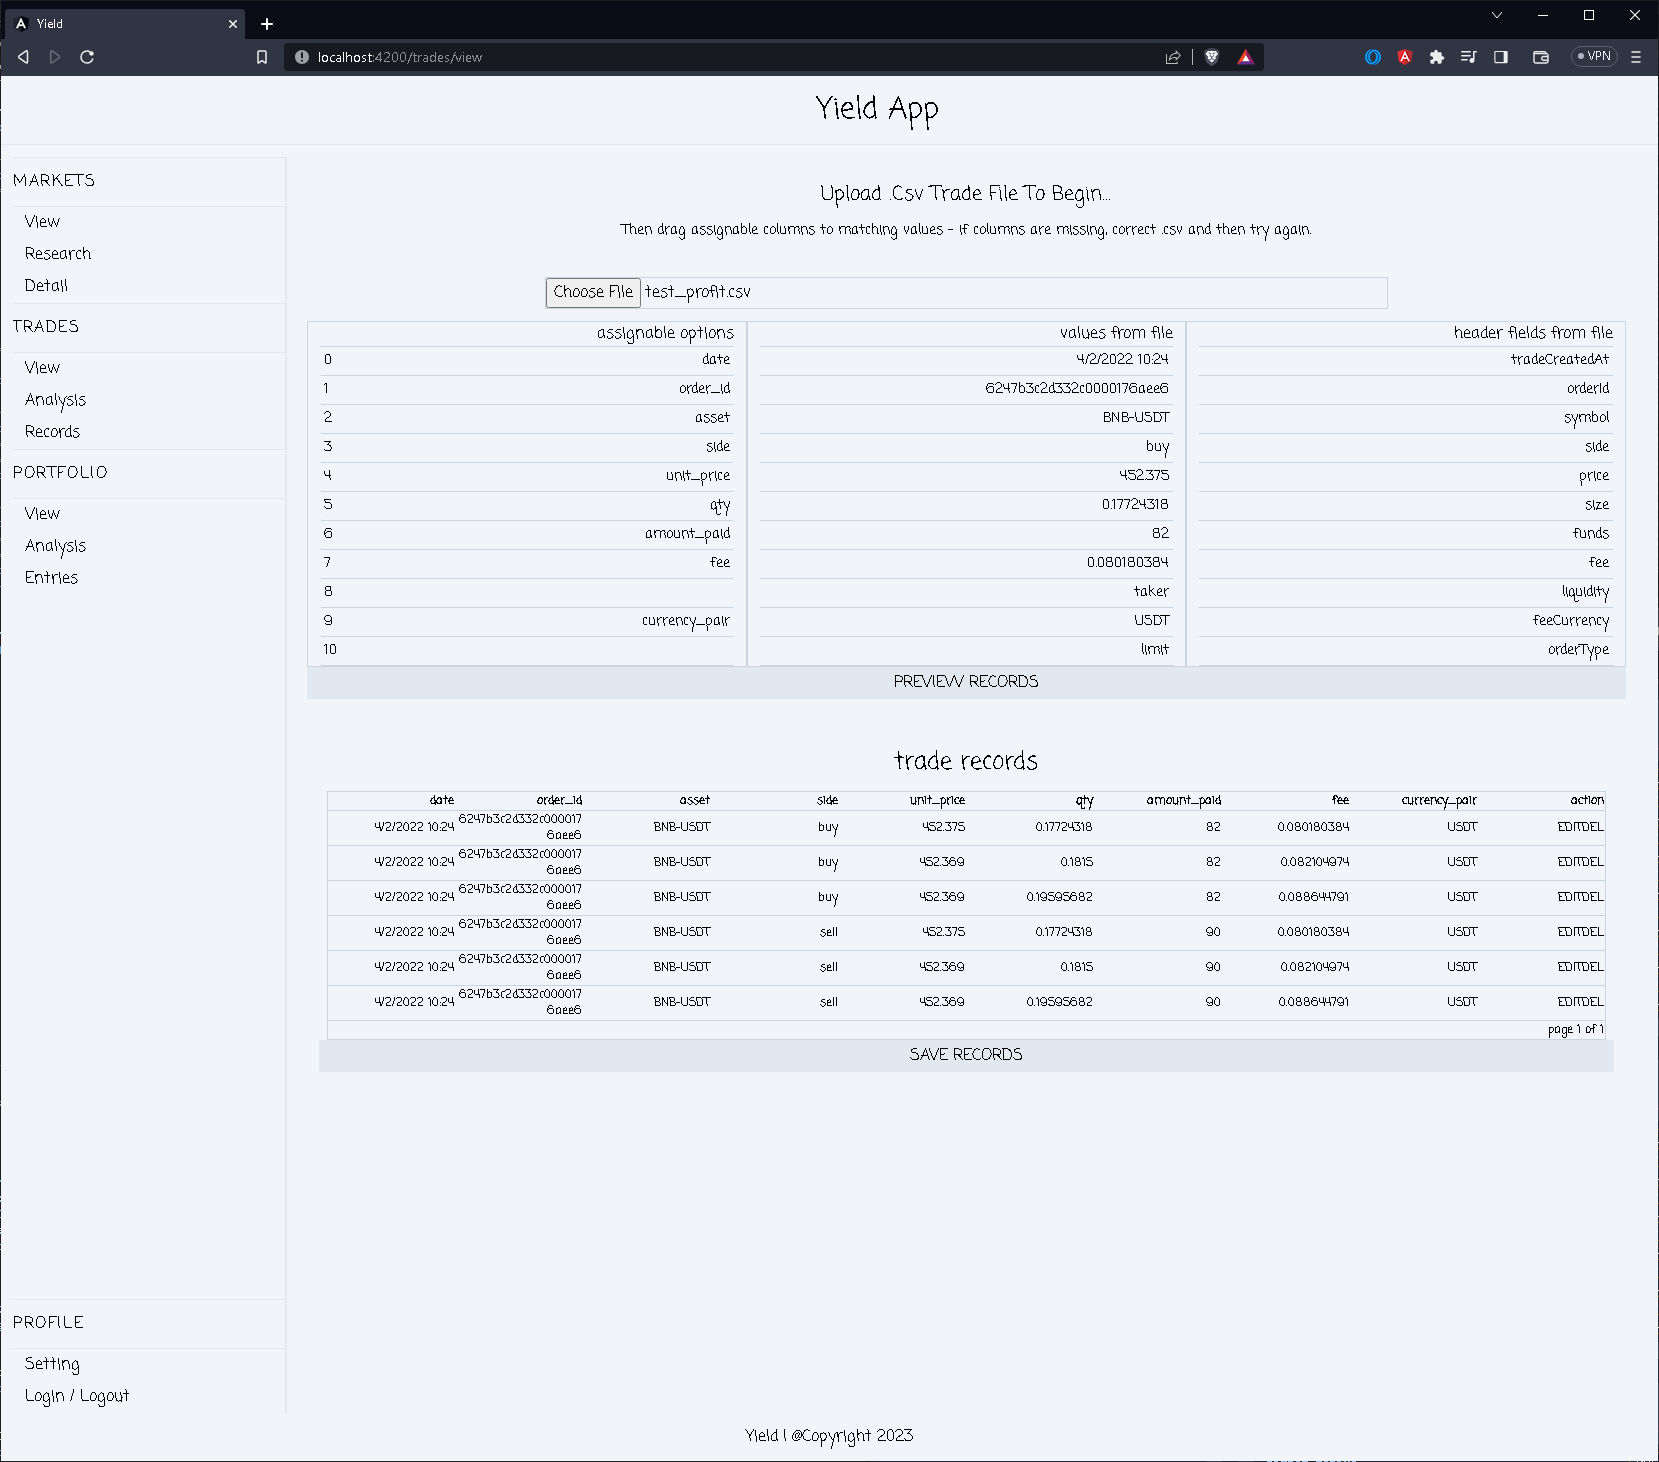 Yield
localhost:4200/trades/view
VPN
Yield App
MARKETS
View
Research
Detail
TRADES
View
Analysis
Records
PORTFOLIO
View
Analysis
Entries
PROFILE
Setting
Login / Logout
Upload .Csv Trade File To Begin...
Then drag assignable columns to matching values - if columns are missing, correct .csv and then try again.
Choose File test_profit.csv
assignable options values from file header fields from file
0 date 4/2/2022 10:24 tradeCreatedAt
1 order_id 6247b3c2d332c0000176aee6 orderId
2 asset BNB-USDT symbol
3 side buy side
4 unit_price 452.375 price
5 qty 0.17724318 size
6 amount_paid 82 funds
7 fee 0.080180384 fee
8 taker liquidity
9 currency_pair USDT feeCurrency
10 limit orderType
PREVIEW RECORDS
trade records
date order_id asset side unit_price qty amount_paid fee currency_pair action
4/2/2022 10:24 6247b3c2d332c000017 BNB-USDT buy 452.375 0.17724318 82 0.080180384 USDT EDITDEL
6aee6
4/2/2022 10:24 6247b3c2d332c000017 BNB-USDT buy 452.369 0.1815 82 0.082104974 USDT EDITDEL
6aee6
4/2/2022 10:24 6247b3c2d332c000017 BNB-USDT buy 452.369 0.19595682 82 0.088644791 USDT EDITDEL
6aee6
4/2/2022 10:24 6247b3c2d332c000017 BNB-USDT sell 452.375 0.17724318 90 0.080180384 USDT EDITDEL
6aee6
4/2/2022 10:24 6247b3c2d332c000017 BNB-USDT sell 452.369 0.1815 90 0.082104974 USDT EDITDEL
6aee6
4/2/2022 10:24 6247b3c2d332c000017 BNB-USDT sell 452.369 0.19595682 90 0.088644791 USDT EDITDEL
6aee6
page 1 of 1
SAVE RECORDS
Yield | @Copyright 2023